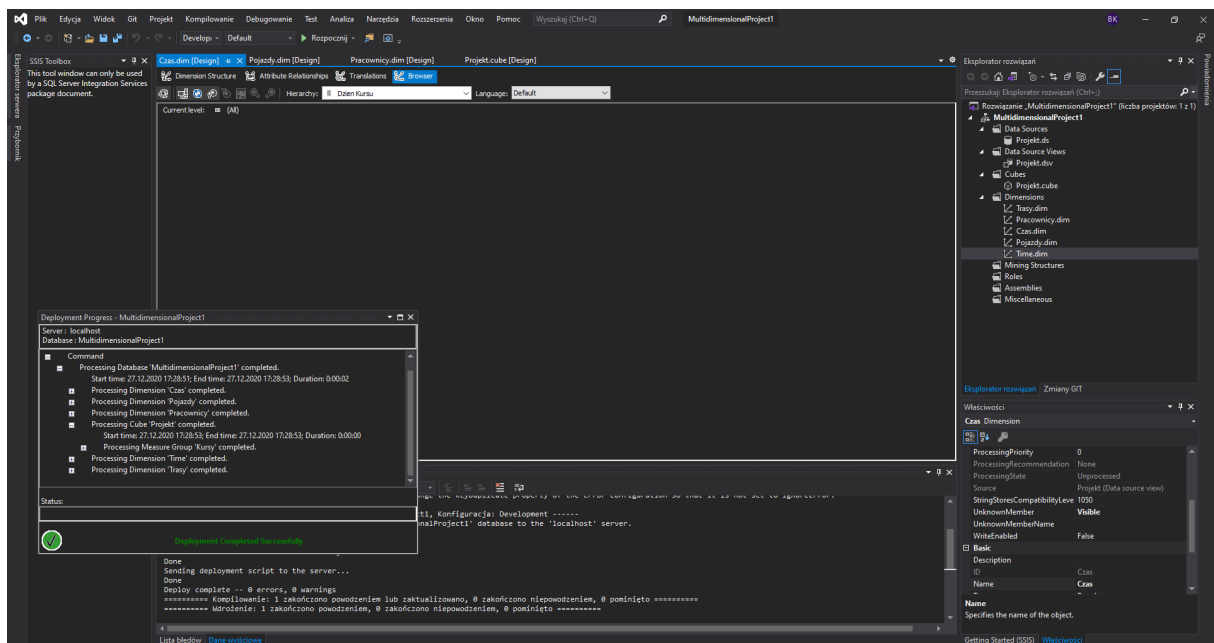 Plik Edycja Widok Git Projekt Kompilowanie Debugowanie Test Analiza Narzędzia Rozszerzenia Okno Pomoc Wyszukaj (Ctrl+Q) MultidimensionalProject1 BK
Develop Default Rozpocznij
Eksplorator serwera
Przybornik
SSIS Toolbox
This tool window can only be used
by a SQL Server Integration Services
package document.
Czas.dim [Design] Pojazdy.dim [Design] Pracownicy.dim [Design] Projekt.cube [Design]
Dimension Structure Attribute Relationships Translations Browser
Hierarchy: Dzien Kursu Language: Default
Current level: (All)
Deployment Progress - MultidimensionalProject1
Server : localhost
Database : MultidimensionalProject1
Command
Processing Database 'MultidimensionalProject1' completed.
Start time: 27.12.2020 17:28:51; End time: 27.12.2020 17:28:53; Duration: 0:00:02
Processing Dimension 'Czas' completed.
Processing Dimension 'Pojazdy' completed.
Processing Dimension 'Pracownicy' completed.
Processing Cube 'Projekt' completed.
Start time: 27.12.2020 17:28:53; End time: 27.12.2020 17:28:53; Duration: 0:00:00
Processing Measure Group 'Kursy' completed.
Processing Dimension 'Time' completed.
Processing Dimension 'Trasy' completed.
Status:
Deployment Completed Successfully
ct1, Konfiguracja: Development ------
onalProject1' database to the 'localhost' server.
Done
Sending deployment script to the server...
Done
Deploy complete -- 0 errors, 0 warnings
========== Kompilowanie: 1 zakończono powodzeniem lub zaktualizowano, 0 zakończono niepowodzeniem, 0 pominięto ==========
========== Wdrożenie: 1 zakończono powodzeniem, 0 zakończono niepowodzeniem, 0 pominięto ==========
Lista błędów Dane wyjściowe
Eksplorator rozwiązań
Przeszukaj: Eksplorator rozwiązań (Ctrl+;)
Rozwiązanie „MultidimensionalProject1” (liczba projektów: 1 z 1)
MultidimensionalProject1
Data Sources
Projekt.ds
Data Source Views
Projekt.dsv
Cubes
Projekt.cube
Dimensions
Trasy.dim
Pracownicy.dim
Czas.dim
Pojazdy.dim
Time.dim
Mining Structures
Roles
Assemblies
Miscellaneous
Eksplorator rozwiązań Zmiany GIT
Właściwości
Czas Dimension
ProcessingPriority 0
ProcessingRecommendation None
ProcessingState Unprocessed
Source Projekt (Data source view)
StringStoresCompatibilityLeve 1050
UnknownMember Visible
UnknownMemberName
WriteEnabled False
Basic
Description
ID Czas
Name Czas
Name
Specifies the name of the object.
Getting Started (SSIS) Właściwości
Powiadomienia